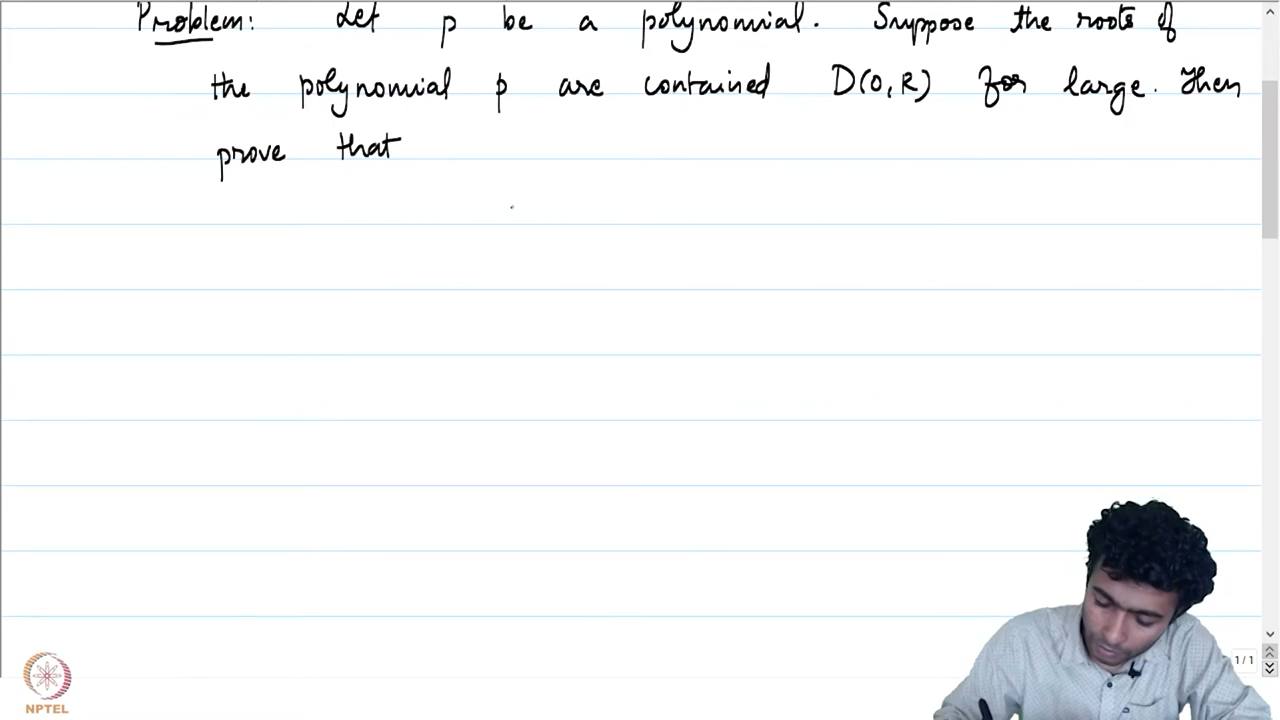 Problem: Let p be a polynomial. Suppose the roots of
the polynomial p are contained D(0,R) for large. Then
prove that
1/1
NPTEL